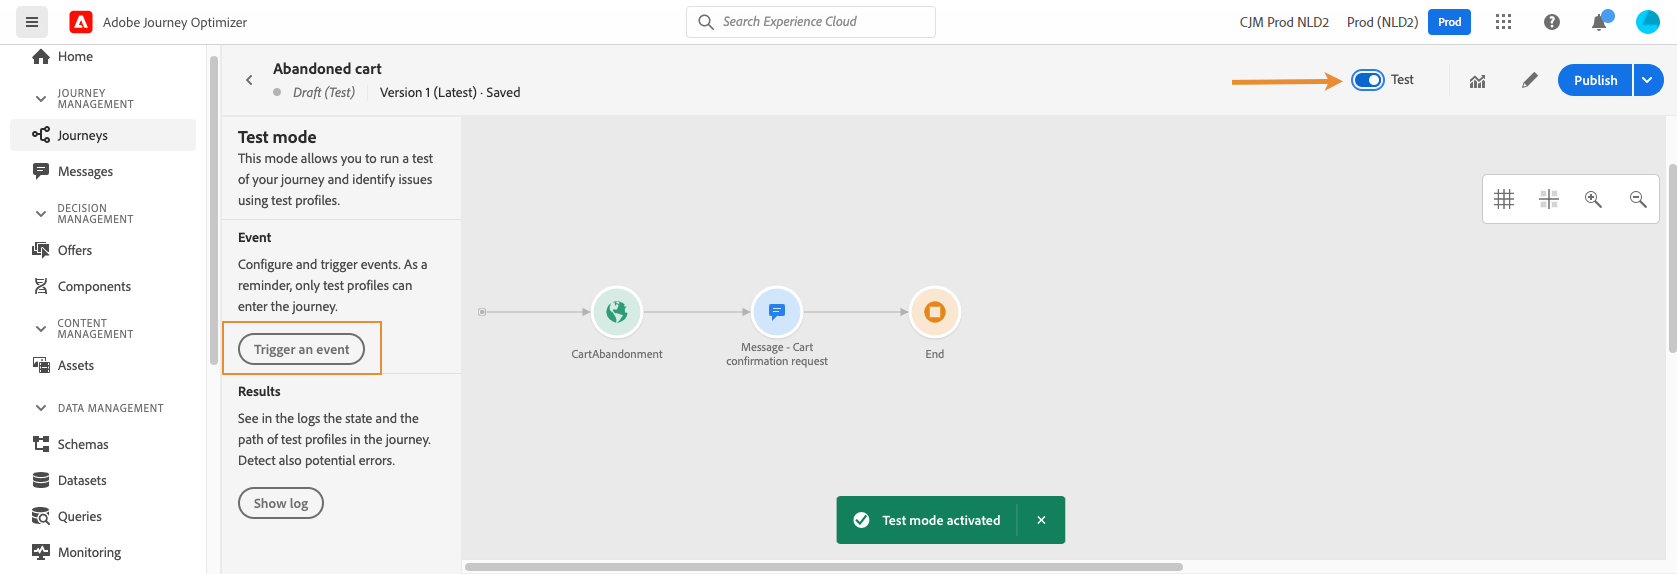 Adobe Journey Optimizer
Search Experience Cloud
CJM Prod NLD2
Prod (NLD2)
Prod
Home
JOURNEY
MANAGEMENT
Journeys
Messages
DECISION
MANAGEMENT
Offers
Components
CONTENT
MANAGEMENT
Assets
DATA MANAGEMENT
Schemas
Datasets
Queries
Monitoring
Abandoned cart
Draft (Test)
Version 1 (Latest) · Saved
Test
Publish
Test mode
This mode allows you to run a test
of your journey and identify issues
using test profiles.
Event
Configure and trigger events. As a
reminder, only test profiles can
enter the journey.
Trigger an event
Results
See in the logs the state and the
path of test profiles in the journey.
Detect also potential errors.
Show log
CartAbandonment
Message - Cart
confirmation request
End
Test mode activated